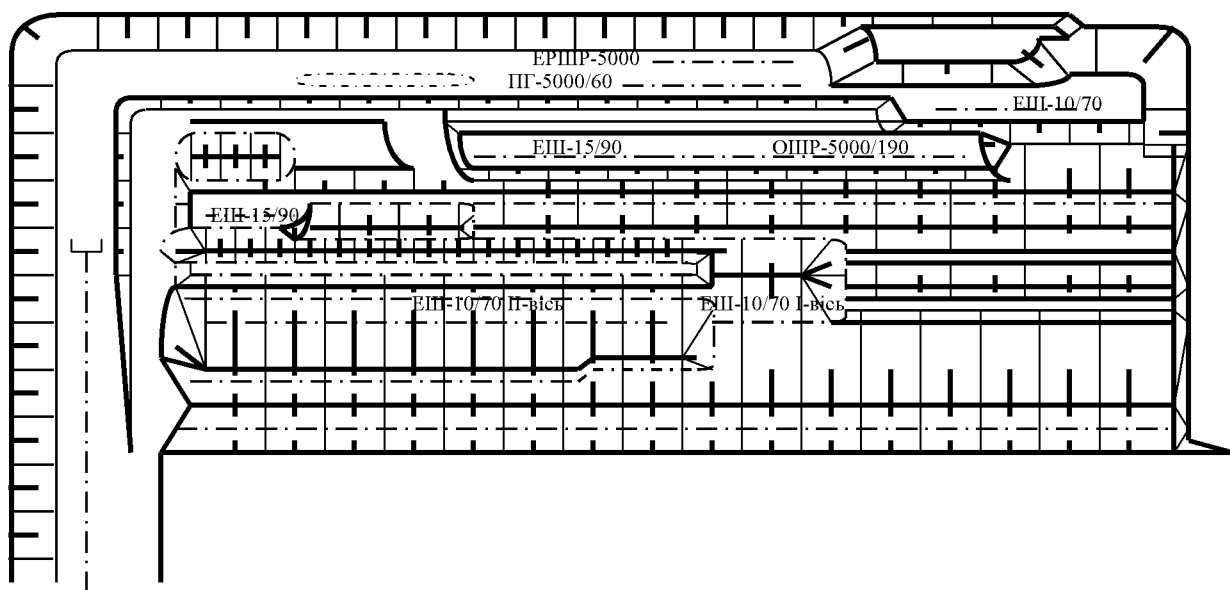 ЕРШР-5000
ПГ-5000/60
ЕШ-10/70
ЕШ-15/90
ОШР-5000/190
ЕШ-15/90
ЕШ-10/70 ІІ-вісь
ЕШ-10/70 І-вісь